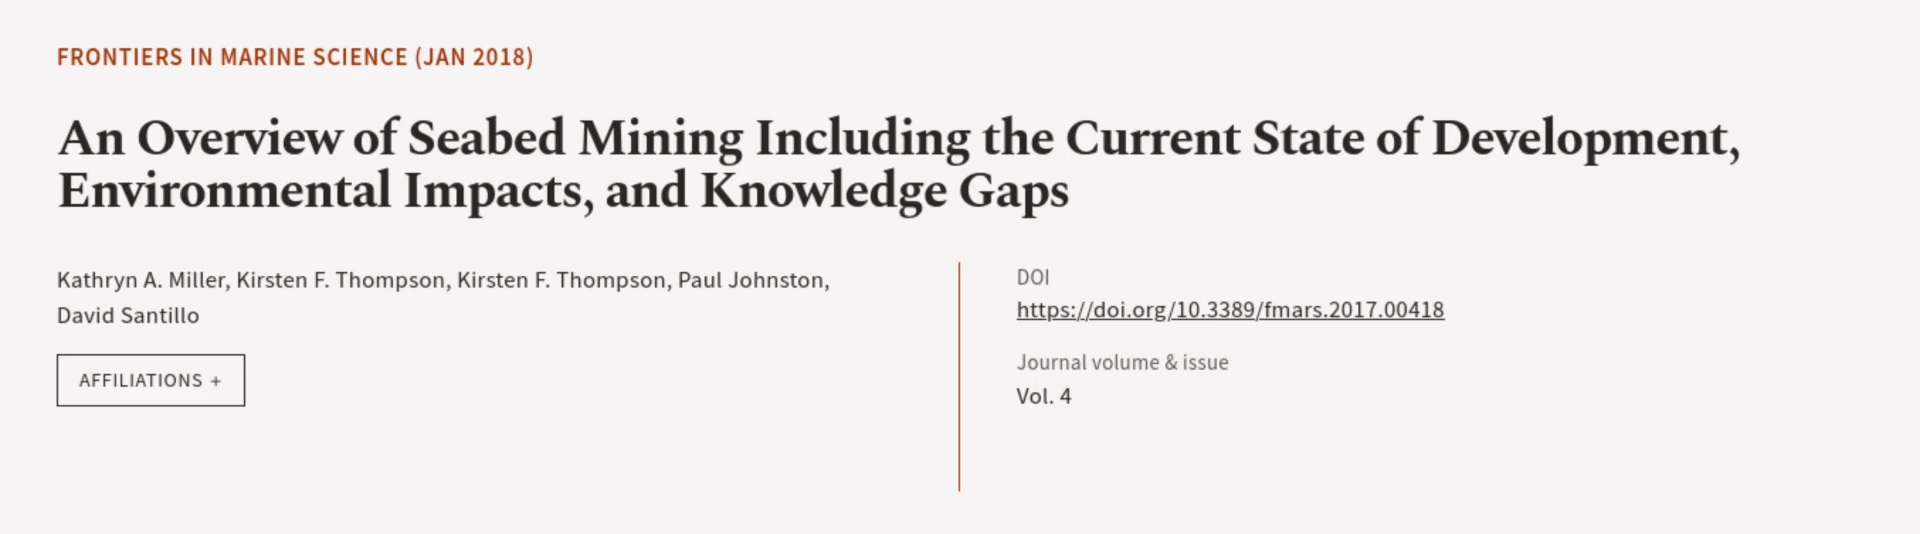 FRONTIERS IN MARINE SCIENCE (JAN 2018)
An Overview of Seabed Mining Including the Current State of Development,
Environmental Impacts, and Knowledge Gaps
Kathryn A. Miller, Kirsten F. Thompson, Kirsten F. Thompson, Paul Johnston,
David Santillo
AFFILIATIONS +
DOI
https://doi.org/10.3389/fmars.2017.00418
Journal volume & issue
Vol. 4